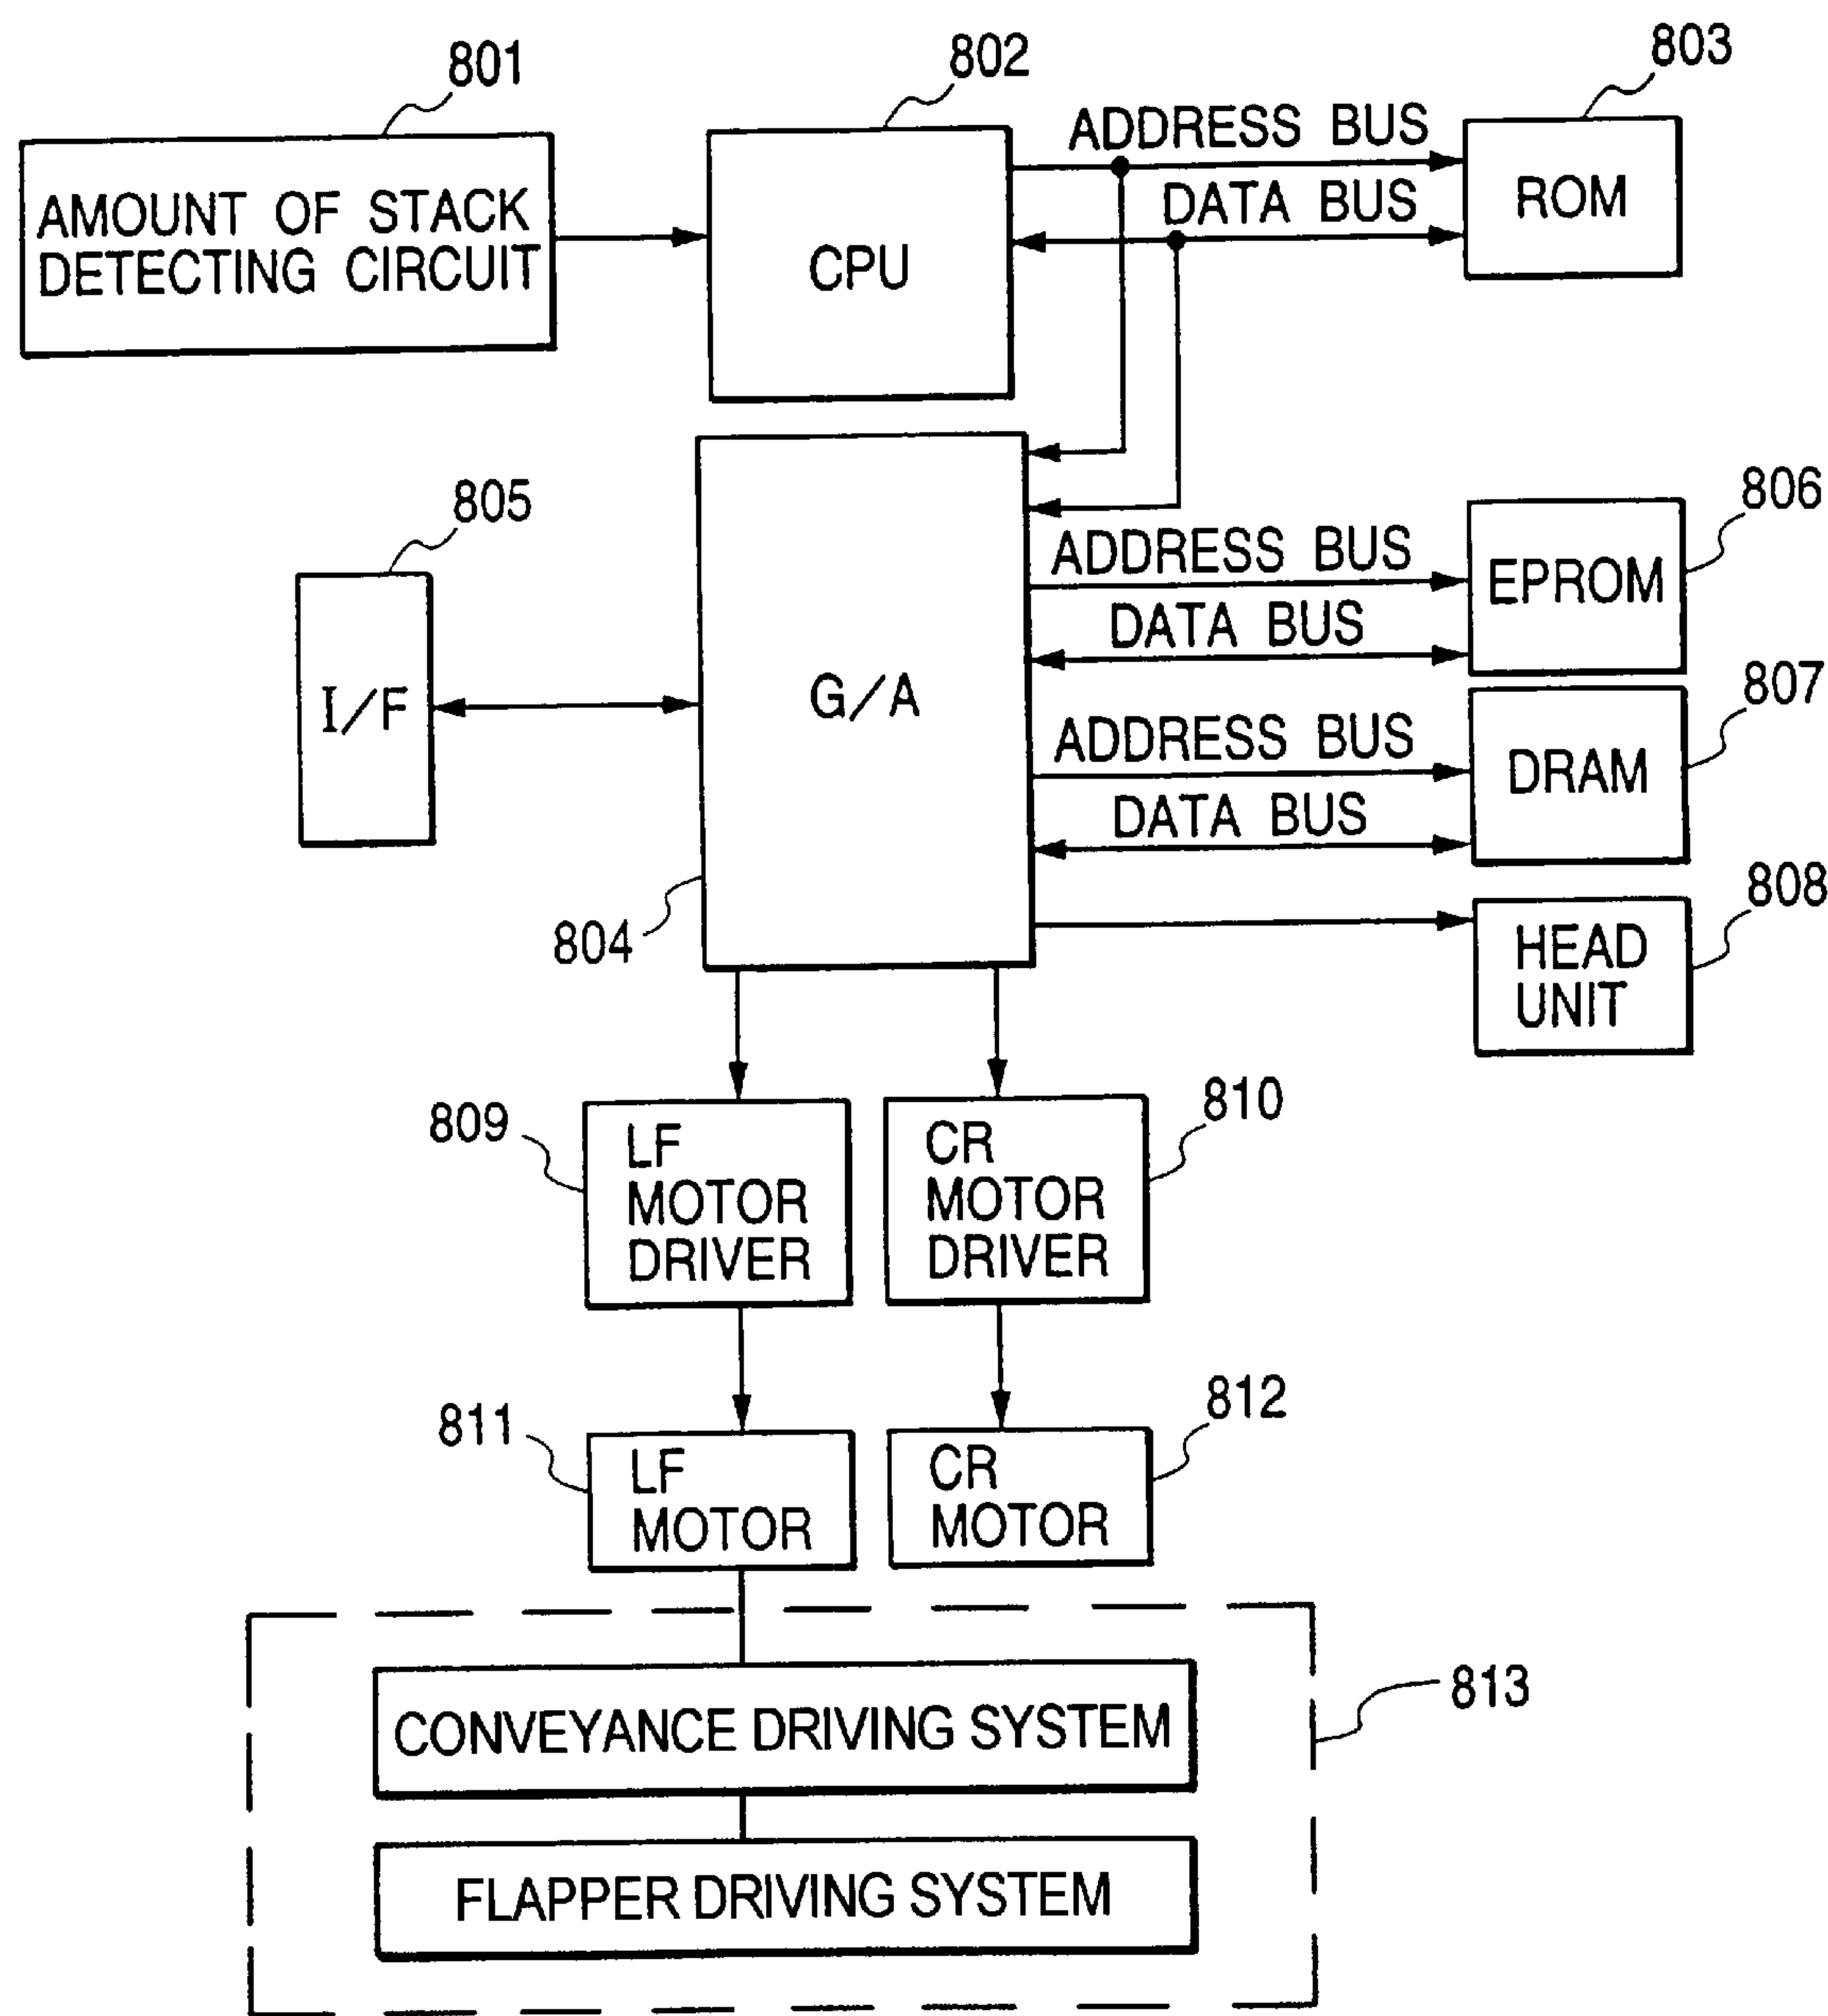 801
802
803
AMOUNT OF STACK
DETECTING CIRCUIT
CPU
ADDRESS BUS
DATA BUS
ROM
805
I/F
G/A
804
ADDRESS BUS
DATA BUS
EPROM
806
ADDRESS BUS
DATA BUS
DRAM
807
HEAD
UNIT
808
809
LF
MOTOR
DRIVER
CR
MOTOR
DRIVER
810
811
LF
MOTOR
CR
MOTOR
812
CONVEYANCE DRIVING SYSTEM
813
FLAPPER DRIVING SYSTEM